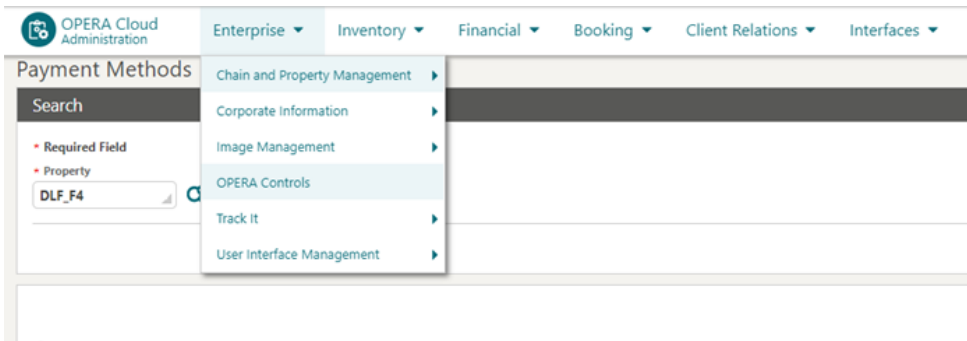 OPERA Cloud
Administration
Enterprise
Inventory
Financial
Booking
Client Relations
Interfaces
Payment Methods
Chain and Property Management
Search
Corporate Information
* Required Field
Image Management
* Property
DLF_F4
OPERA Controls
Track It
User Interface Management